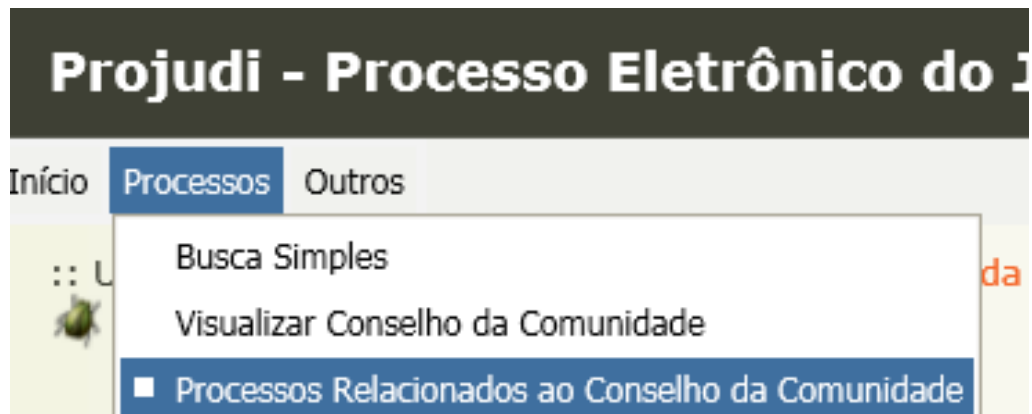 Projudi - Processo Eletrônico do
Início Processos Outros
Busca Simples
:: da
Visualizar Conselho da Comunidade
Processos Relacionados ao Conselho da Comunidade